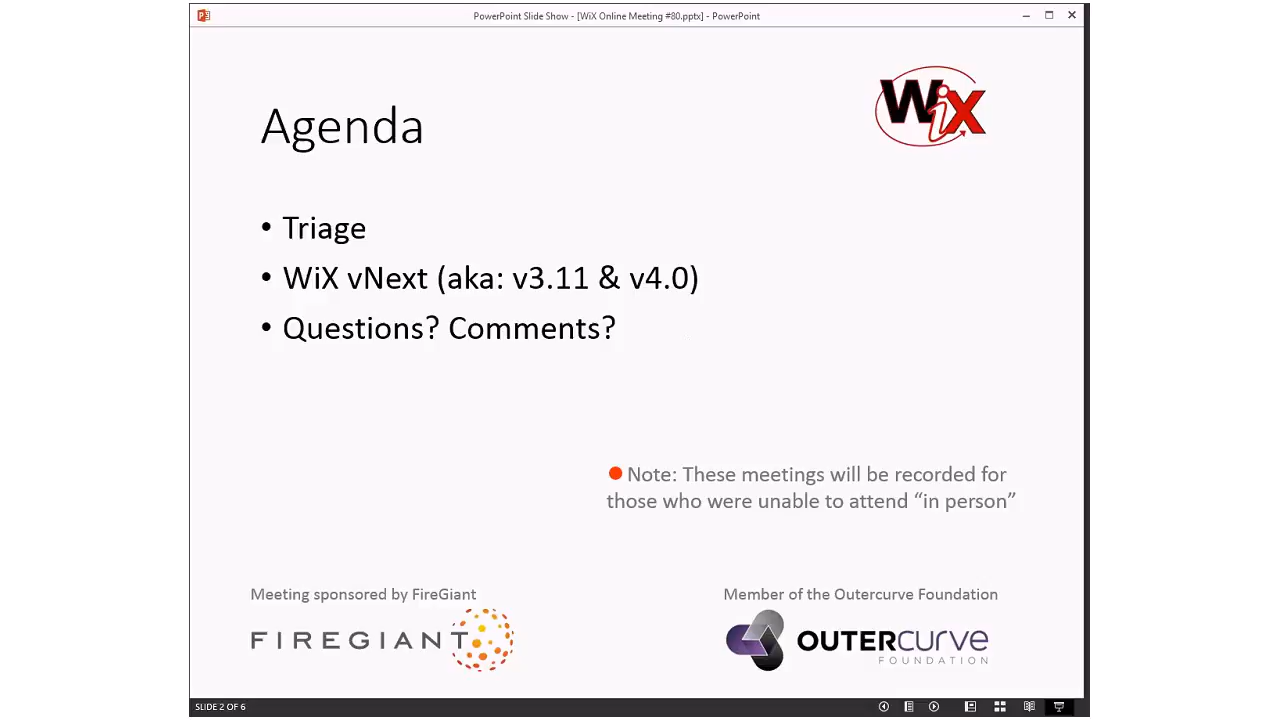 PowerPoint Slide Show - [WiX Online Meeting #80.pptx] - PowerPoint
WiX
Agenda
• Triage
• WiX vNext (aka: v3.11 & v4.0)
• Questions? Comments?
Note: These meetings will be recorded for
those who were unable to attend “in person”
Meeting sponsored by FireGiant
FIREGIANT
Member of the Outercurve Foundation
OUTERCURVE
FOUNDATION
SLIDE 2 OF 6